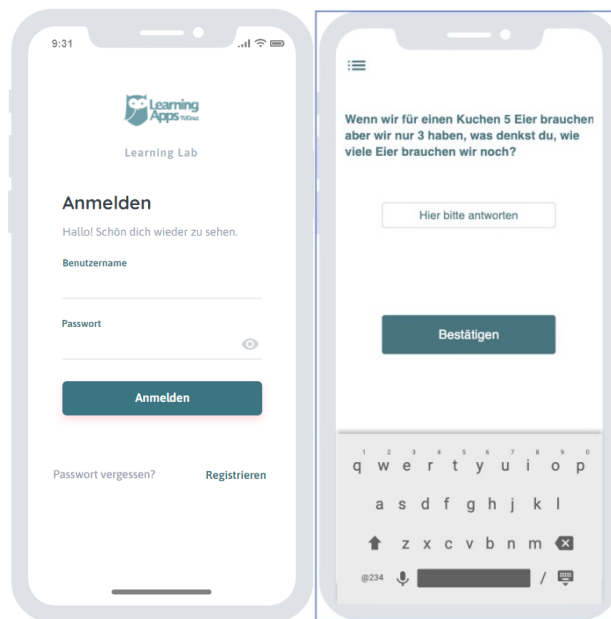 9:31
Learning
Apps TUGraz
Learning Lab
Anmelden
Hallo! Schön dich wieder zu sehen.
Benutzername
Passwort
Anmelden
Passwort vergessen?
Registrieren
Wenn wir für einen Kuchen 5 Eier brauchen
aber wir nur 3 haben, was denkst du, wie
viele Eier brauchen wir noch?
Hier bitte antworten
Bestätigen
1 2 3 4 5 6 7 8 9 0
q w e r t y u i o p
a s d f g h j k l
z x c v b n m
@234 /